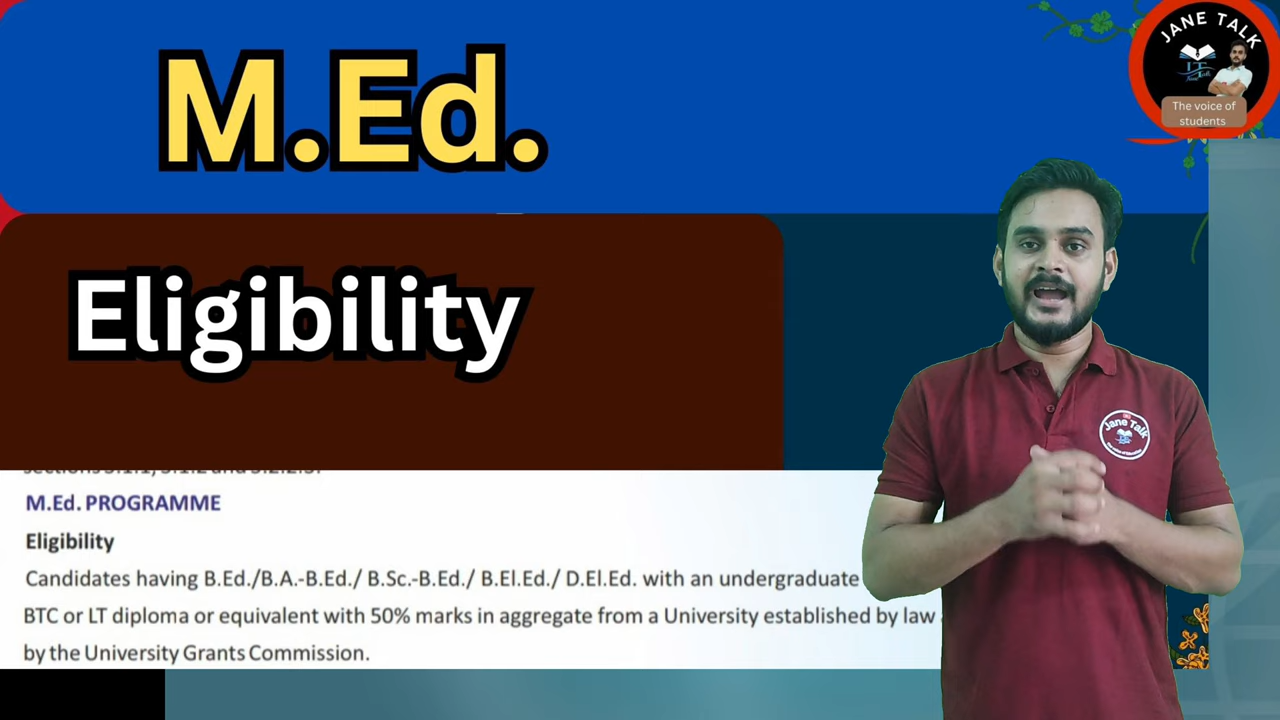 M.Ed.
JANE TALK
The voice of
students
Eligibility
Jane Talk
M.Ed. PROGRAMME
Eligibility
Candidates having B.Ed./B.A.-B.Ed./ B.Sc.-B.Ed./ B.El.Ed./ D.El.Ed. with an undergraduate
BTC or LT diploma or equivalent with 50% marks in aggregate from a University established by law
by the University Grants Commission.